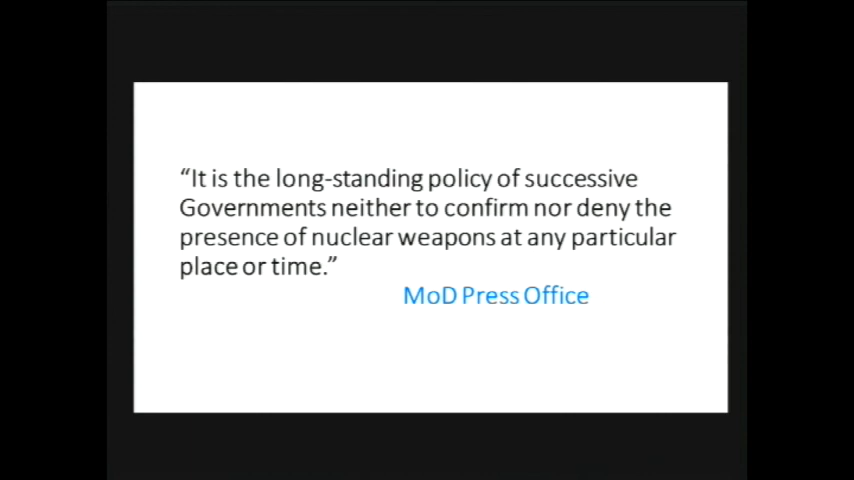 “It is the long-standing policy of successive
Governments neither to confirm nor deny the
presence of nuclear weapons at any particular
place or time.”
MoD Press Office